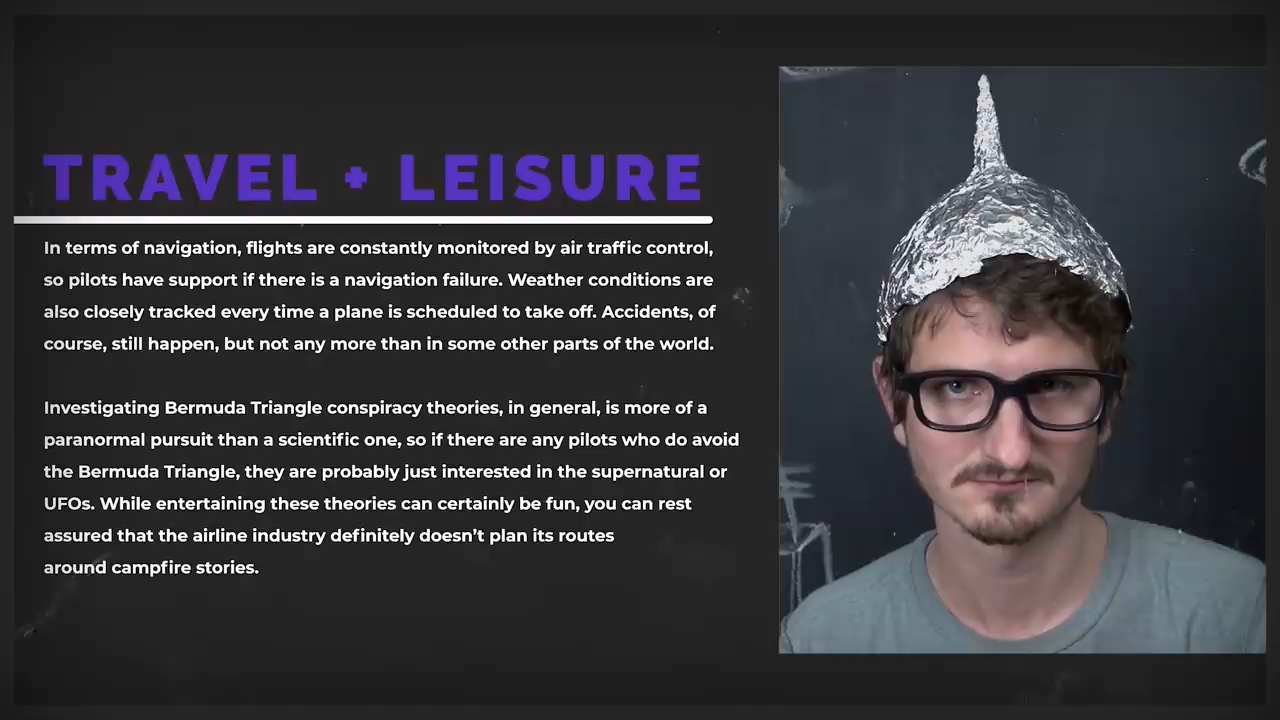 TRAVEL + LEISURE
In terms of navigation, flights are constantly monitored by air traffic control,
so pilots have support if there is a navigation failure. Weather conditions are
also closely tracked every time a plane is scheduled to take off. Accidents, of
course, still happen, but not any more than in some other parts of the world.
Investigating Bermuda Triangle conspiracy theories, in general, is more of a
paranormal pursuit than a scientific one, so if there are any pilots who do avoid
the Bermuda Triangle, they are probably just interested in the supernatural or
UFOs. While entertaining these theories can certainly be fun, you can rest
assured that the airline industry definitely doesn’t plan its routes
around campfire stories.